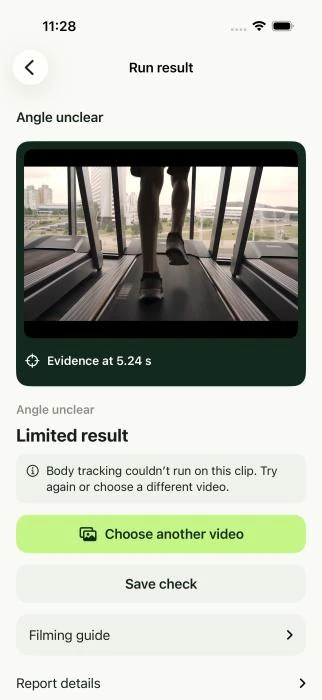 11:28
Run result
Angle unclear
Evidence at 5.24 s
Angle unclear
Limited result
Body tracking couldn’t run on this clip. Try
again or choose a different video.
Choose another video
Save check
Filming guide
Report details